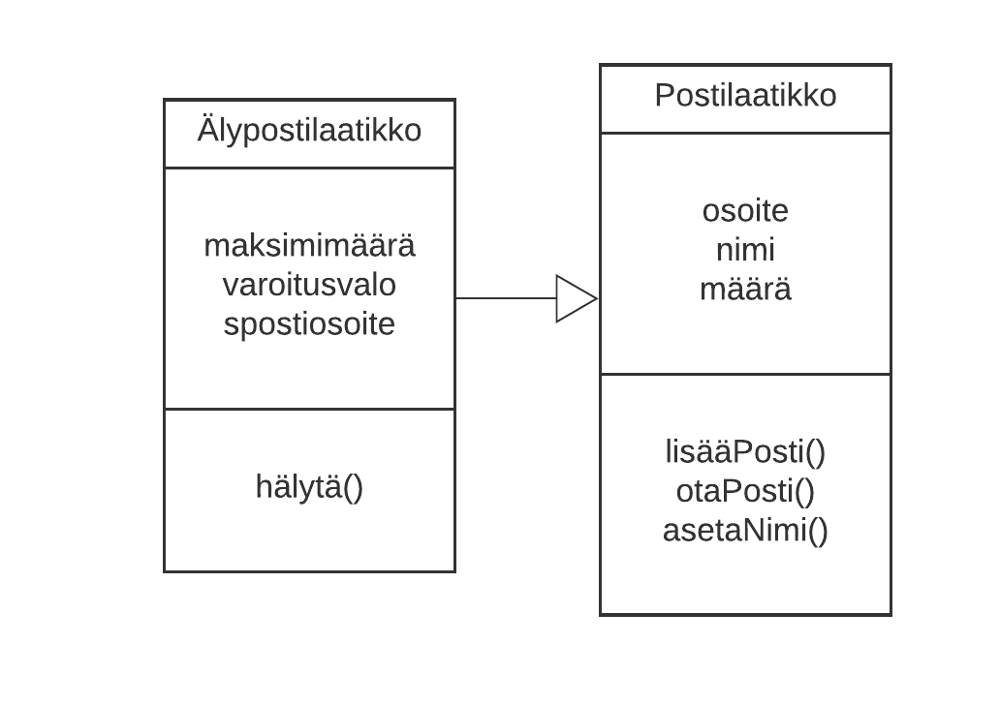 Älypostilaatikko
maksimimäärä
varoitusvalo
spostiosoite
hälytä()
Postilaatikko
osoite
nimi
määrä
lisääPosti()
otaPosti()
asetaNimi()